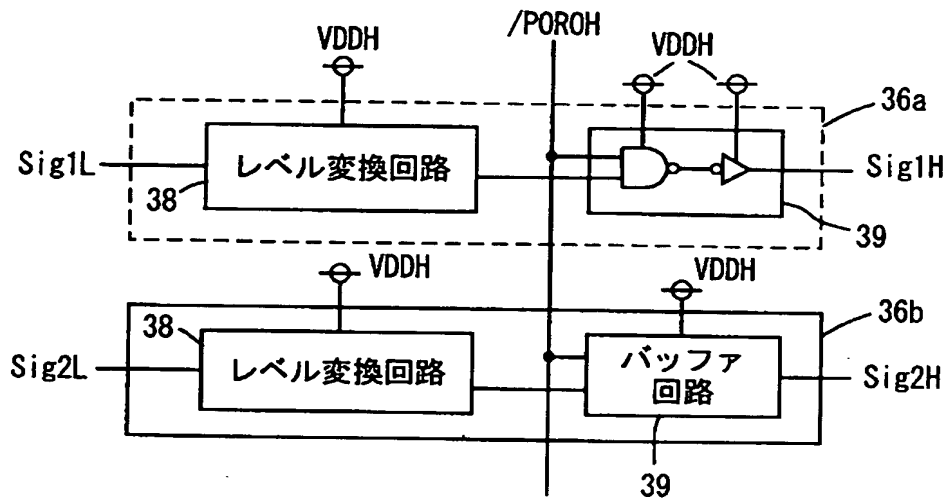 /POROH
VDDH
VDDH
36a
Sig1L
レベル変換回路
38
Sig1H
39
VDDH
VDDH
36b
38
Sig2L
レベル変換回路
バッファ
回路
Sig2H
39